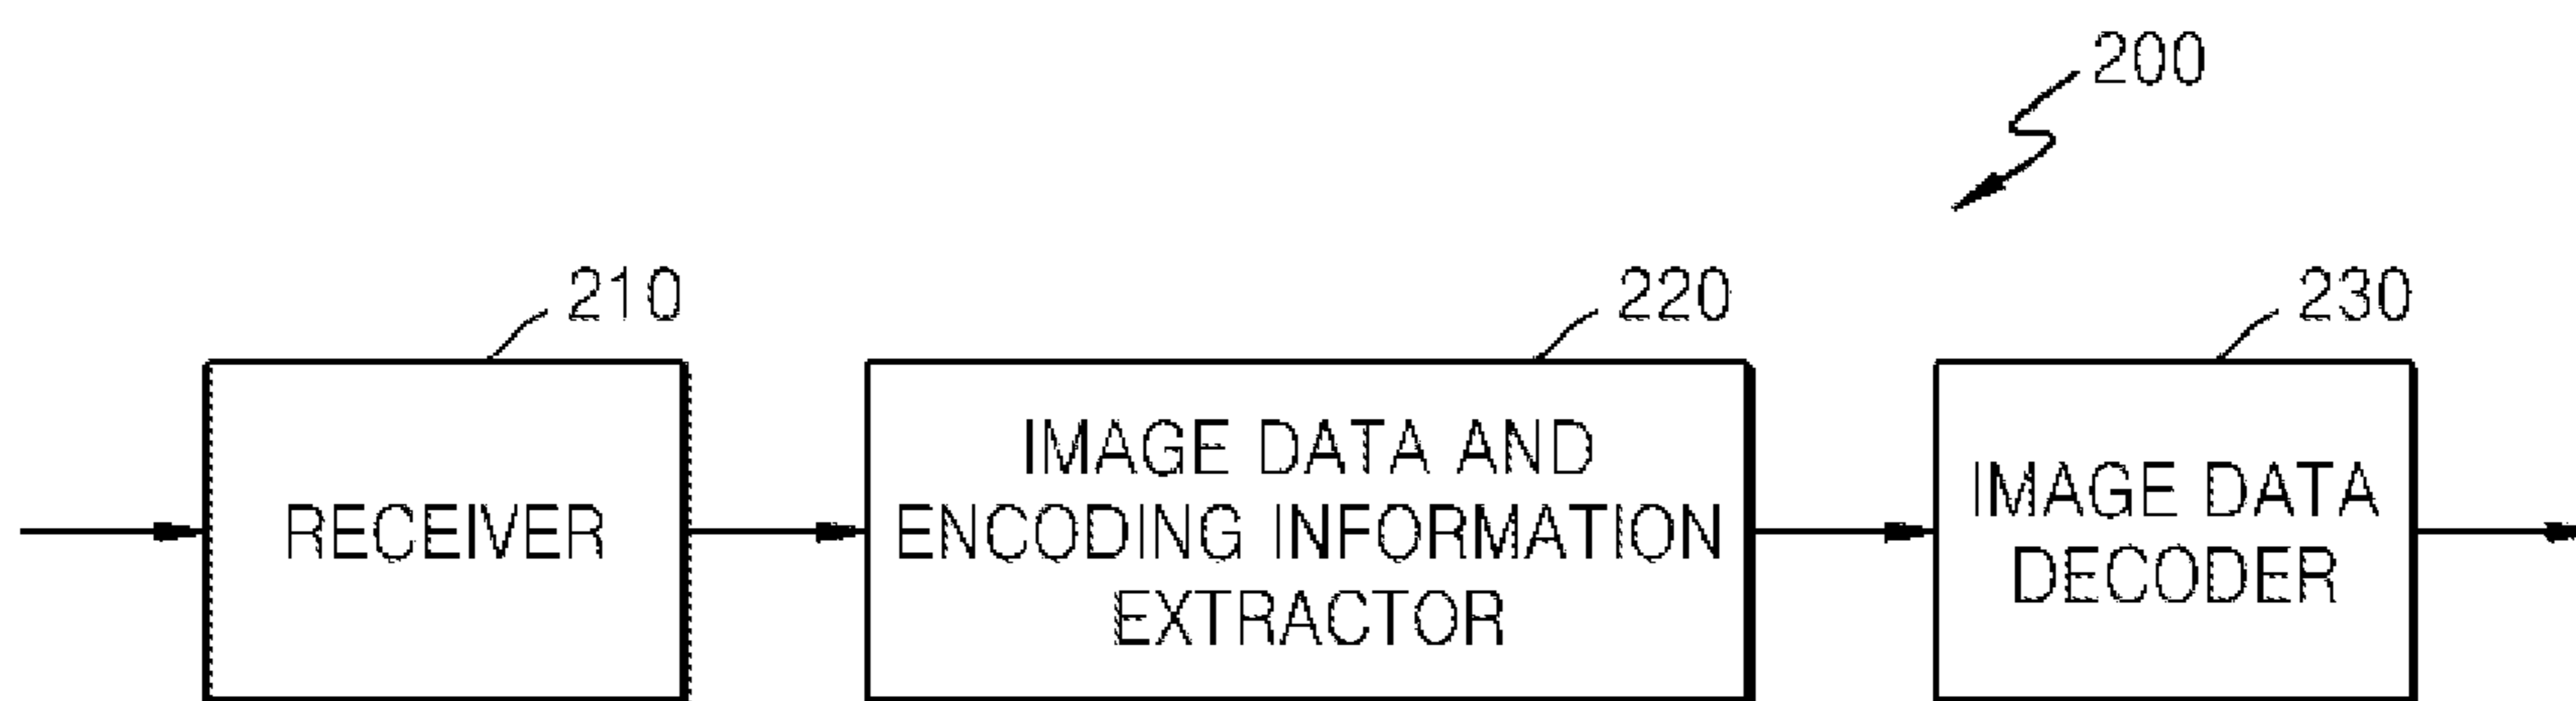 200
210
220
230
RECEIVER
IMAGE DATA AND
ENCODING INFORMATION
EXTRACTOR
IMAGE DATA
DECODER